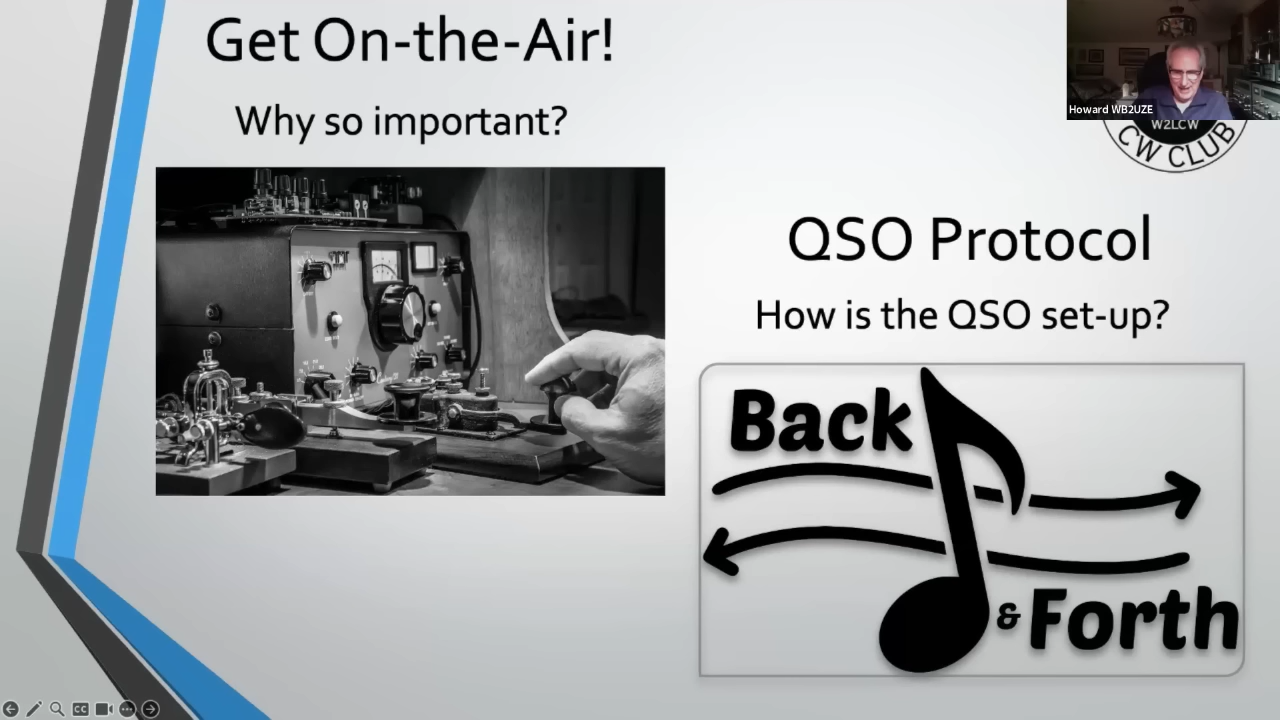 Get On-the-Air!
Why so important?
Howard WB2UZE
W2LCW
CW CLUB
QSO Protocol
How is the QSO set-up?
Back
& Forth
CC